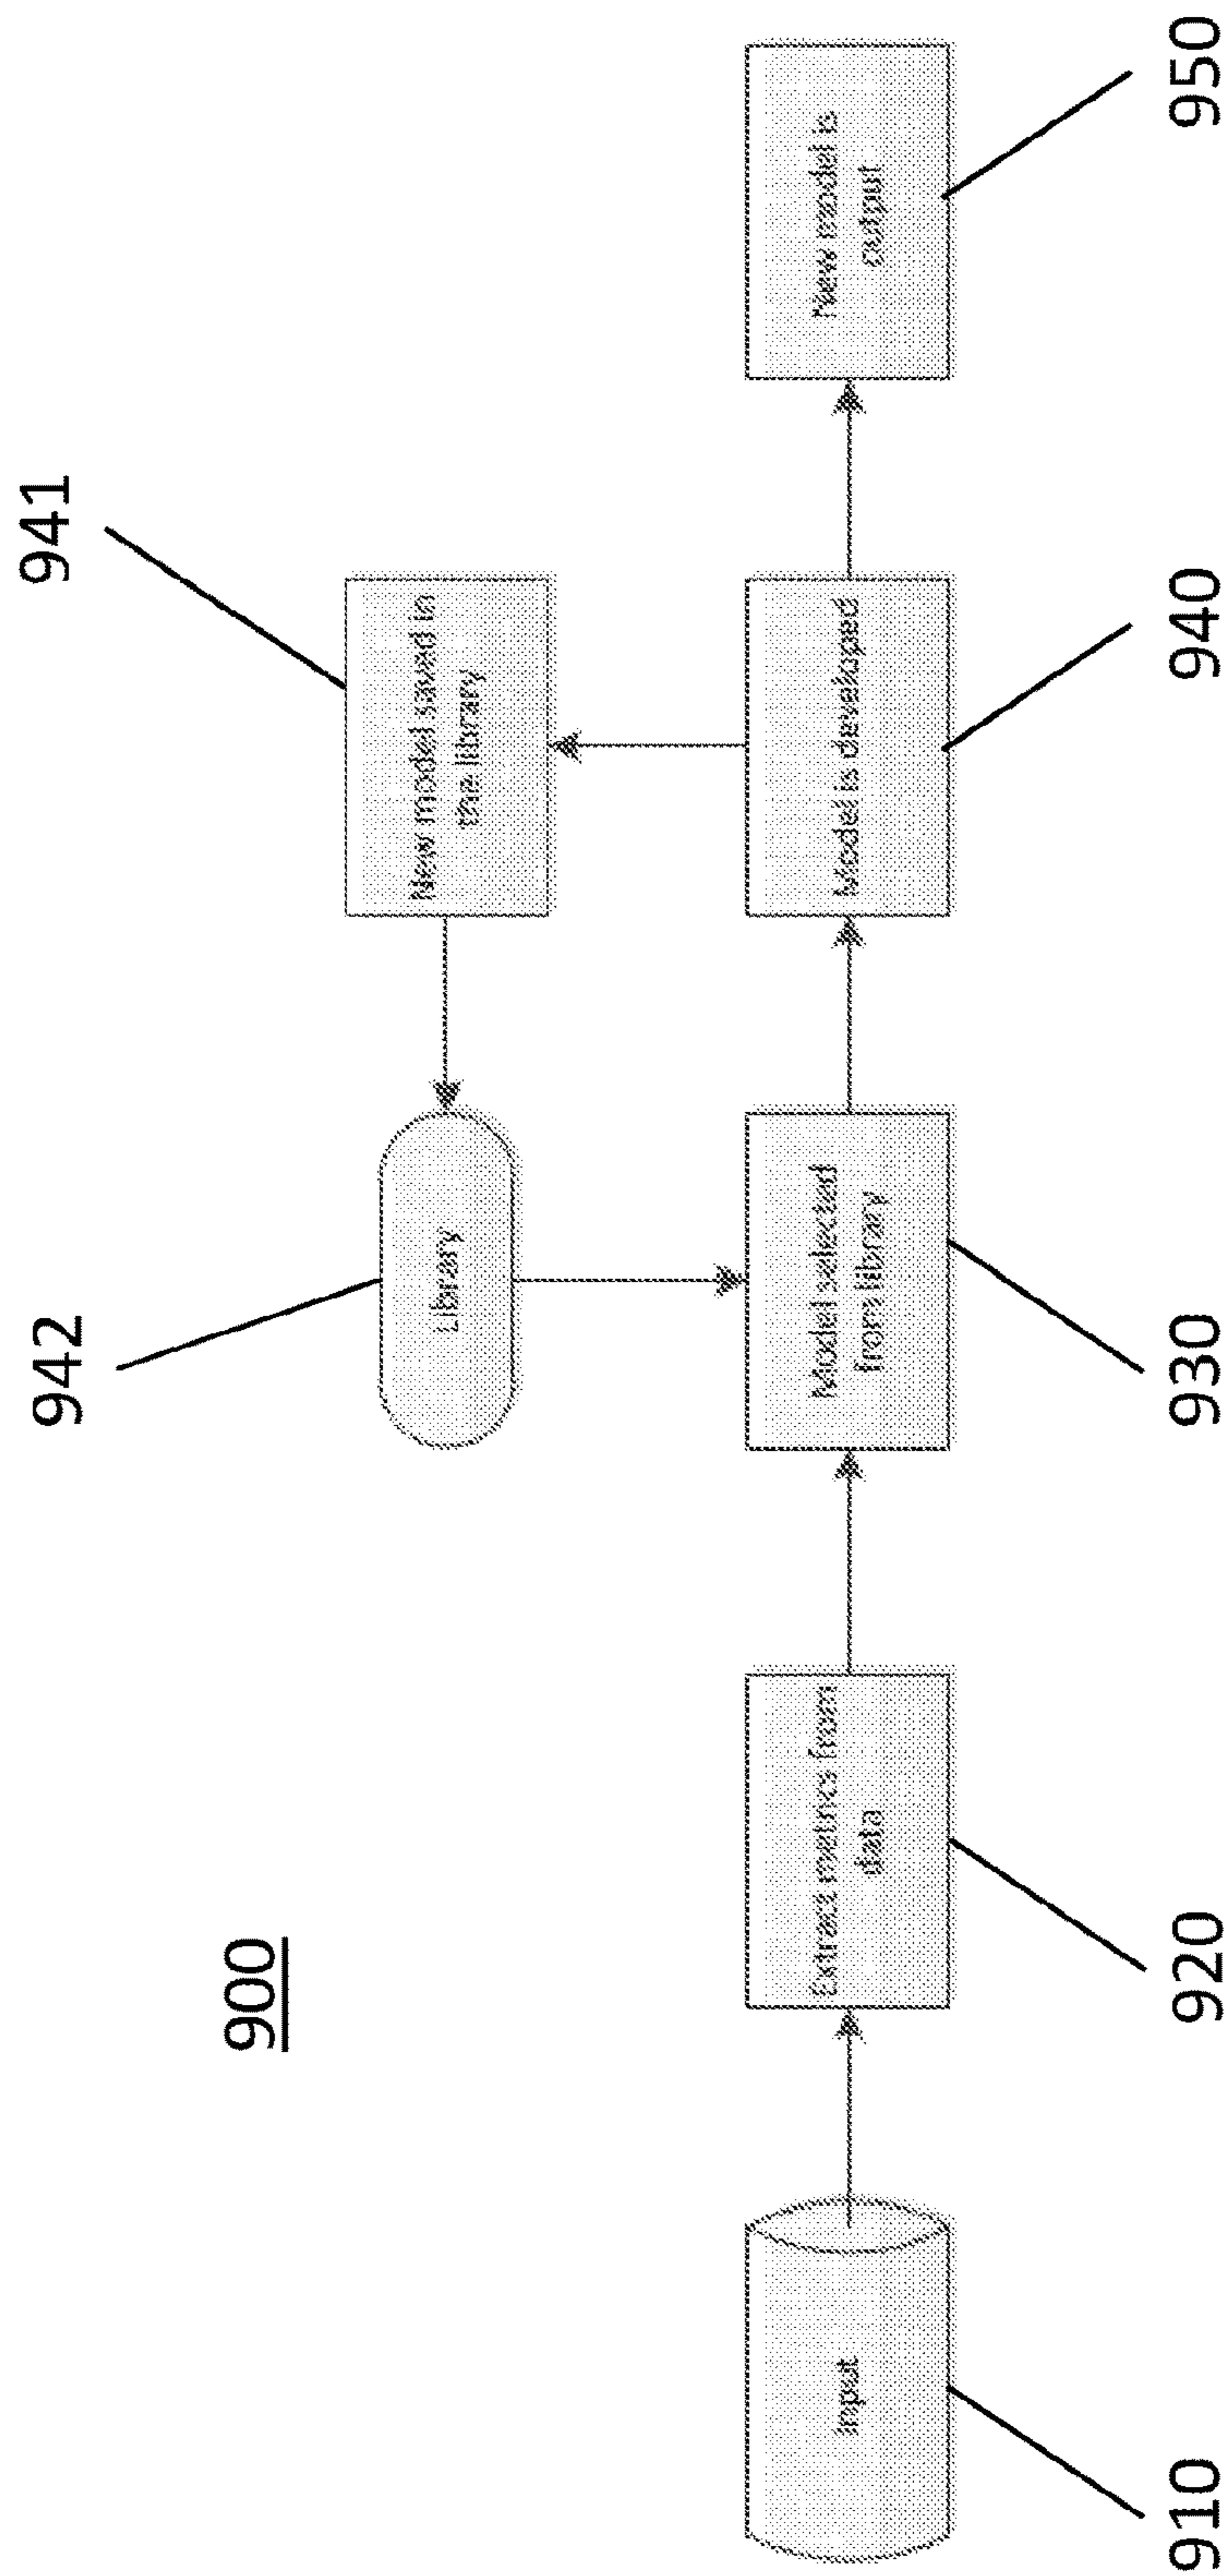 900
942
941
Library
New model saved in
the library
Input
Extract metrics from
data
Model selected
from library
Model is developed
New model is
output
910
920
930
940
950